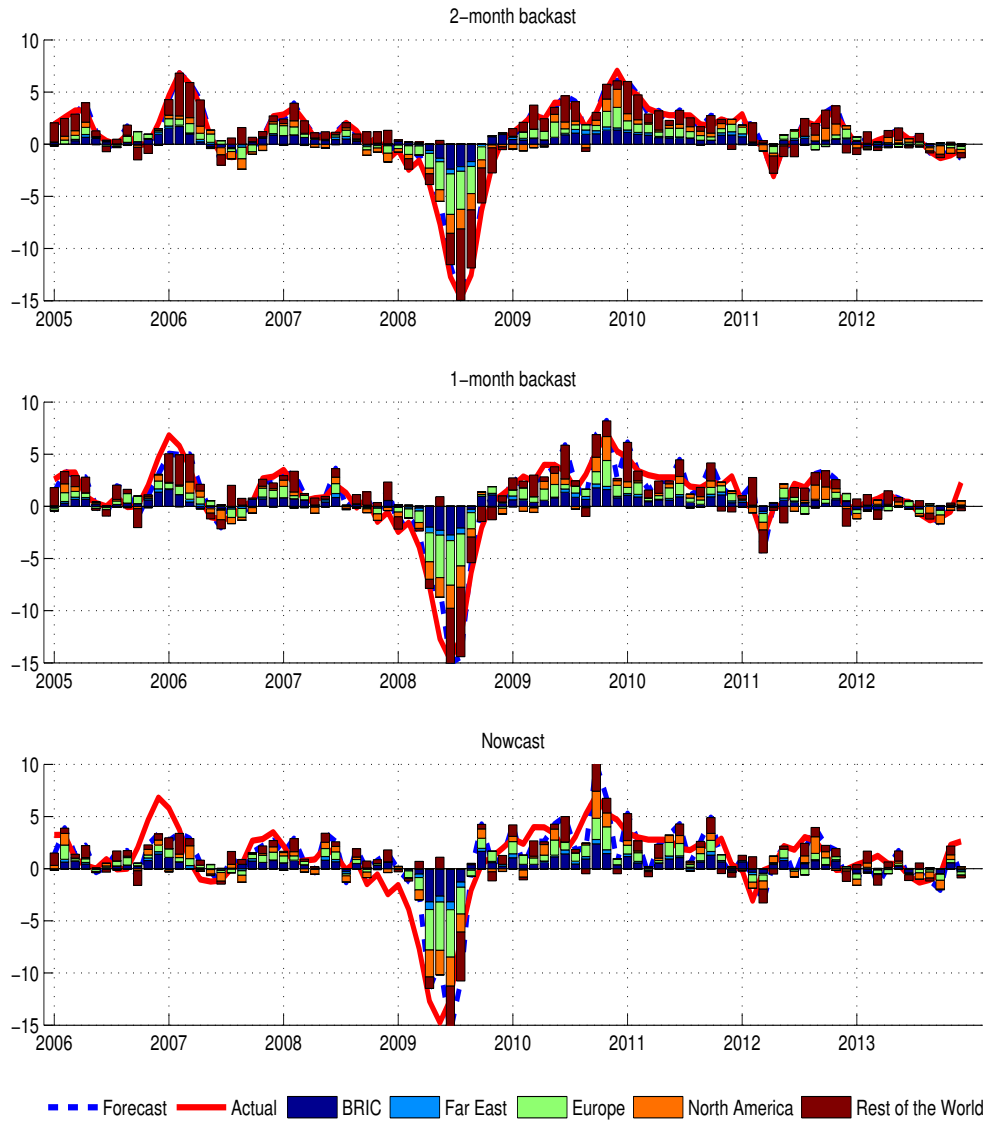 2−month backast
10
5
0
−5
−10
−15
2005 2006 2007 2008 2009 2010 2011 2012
1−month backast
10
5
0
−5
−10
−15
2005 2006 2007 2008 2009 2010 2011 2012
Nowcast
10
5
0
−5
−10
−15
2006 2007 2008 2009 2010 2011 2012 2013
Forecast Actual BRIC Far East Europe North America Rest of the World